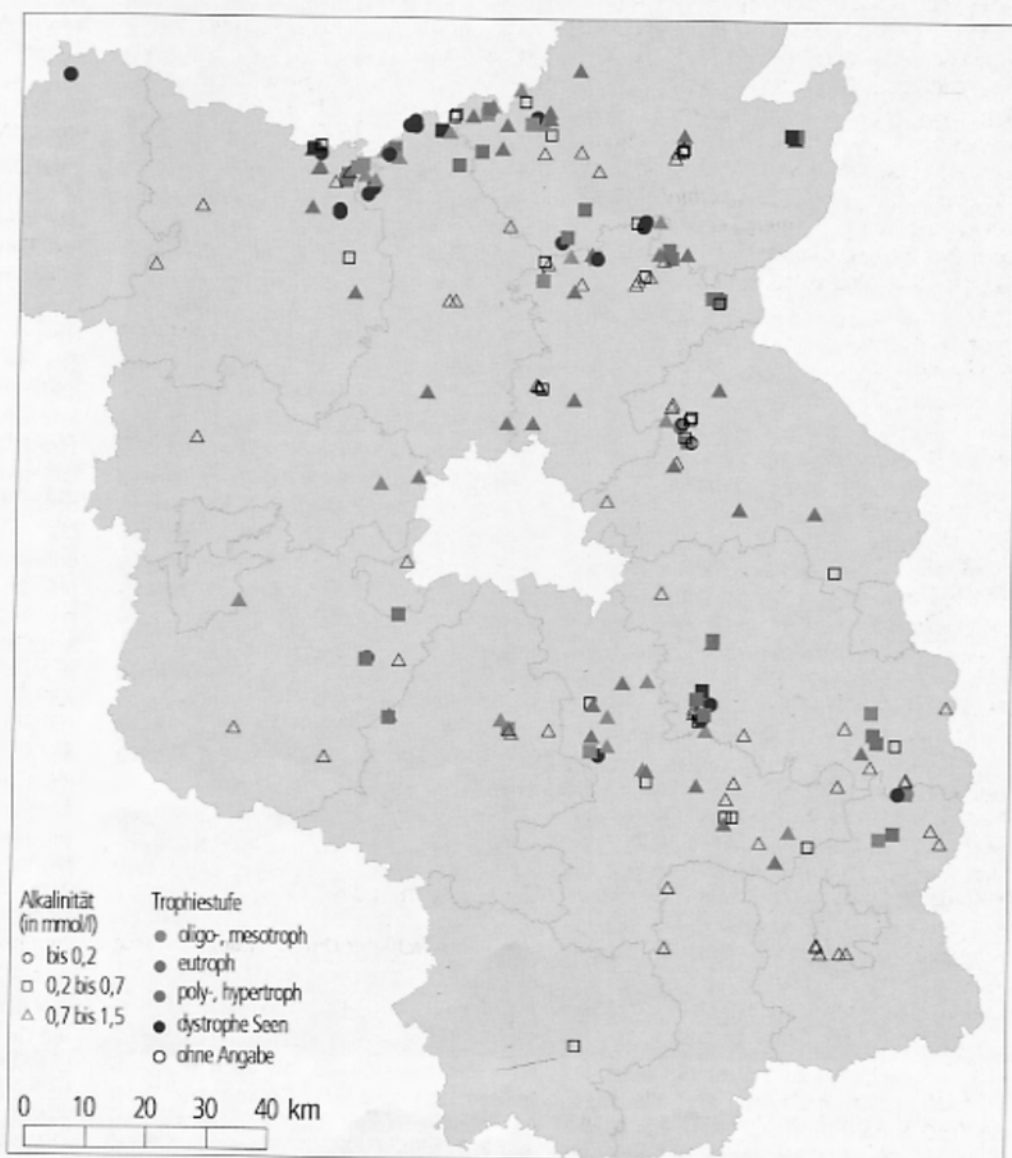 Alkalinität
(in mmol/l)
bis 0,2
0,2 bis 0,7
0,7 bis 1,5
Trophiestufe
oligo-, mesotroph
eutroph
poly-, hypertroph
dystrophe Seen
ohne Angabe
0 10 20 30 40 km